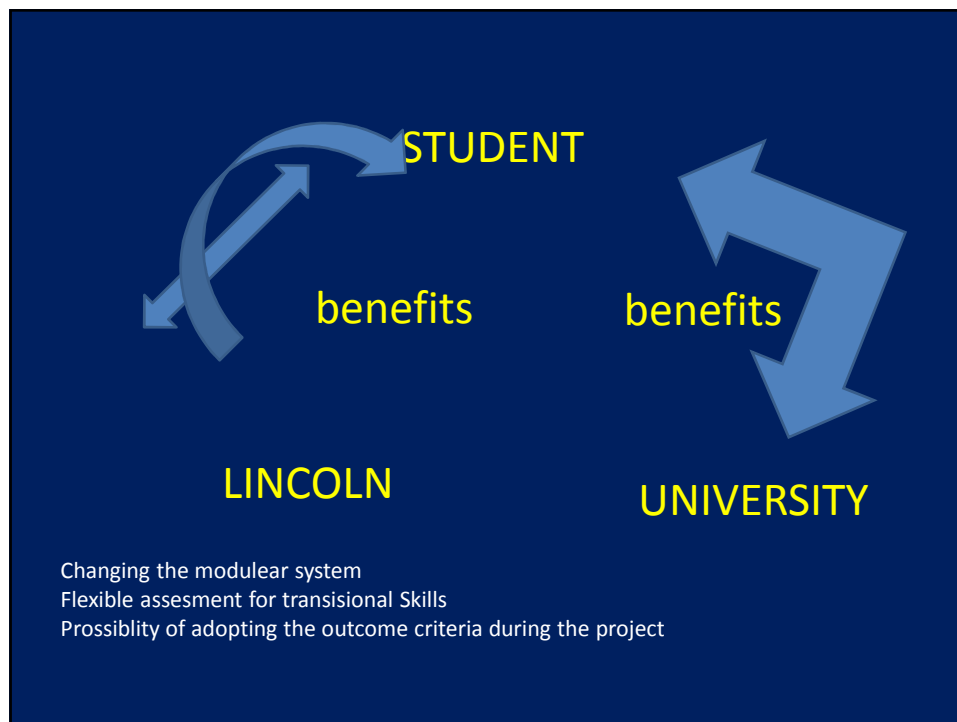 STUDENT
benefits benefits
LINCOLN
UNIVERSITY
Changing the modulear system
Flexible assesment for transisional Skills
Prossiblity of adopting the outcome criteria during the project